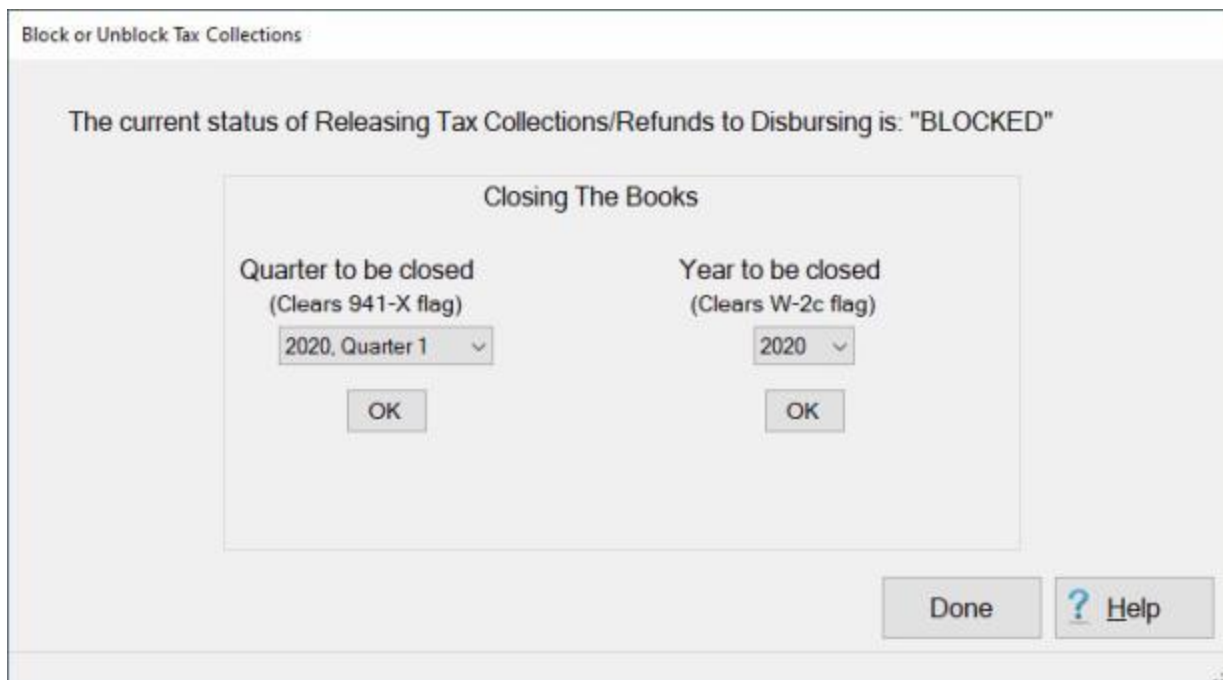 Block or Unblock Tax Collections
The current status of Releasing Tax Collections/Refunds to Disbursing is: "BLOCKED"
Closing The Books
Quarter to be closed
(Clears 941-X flag)
2020, Quarter 1
OK
Year to be closed
(Clears W-2c flag)
2020
OK
Done
? Help